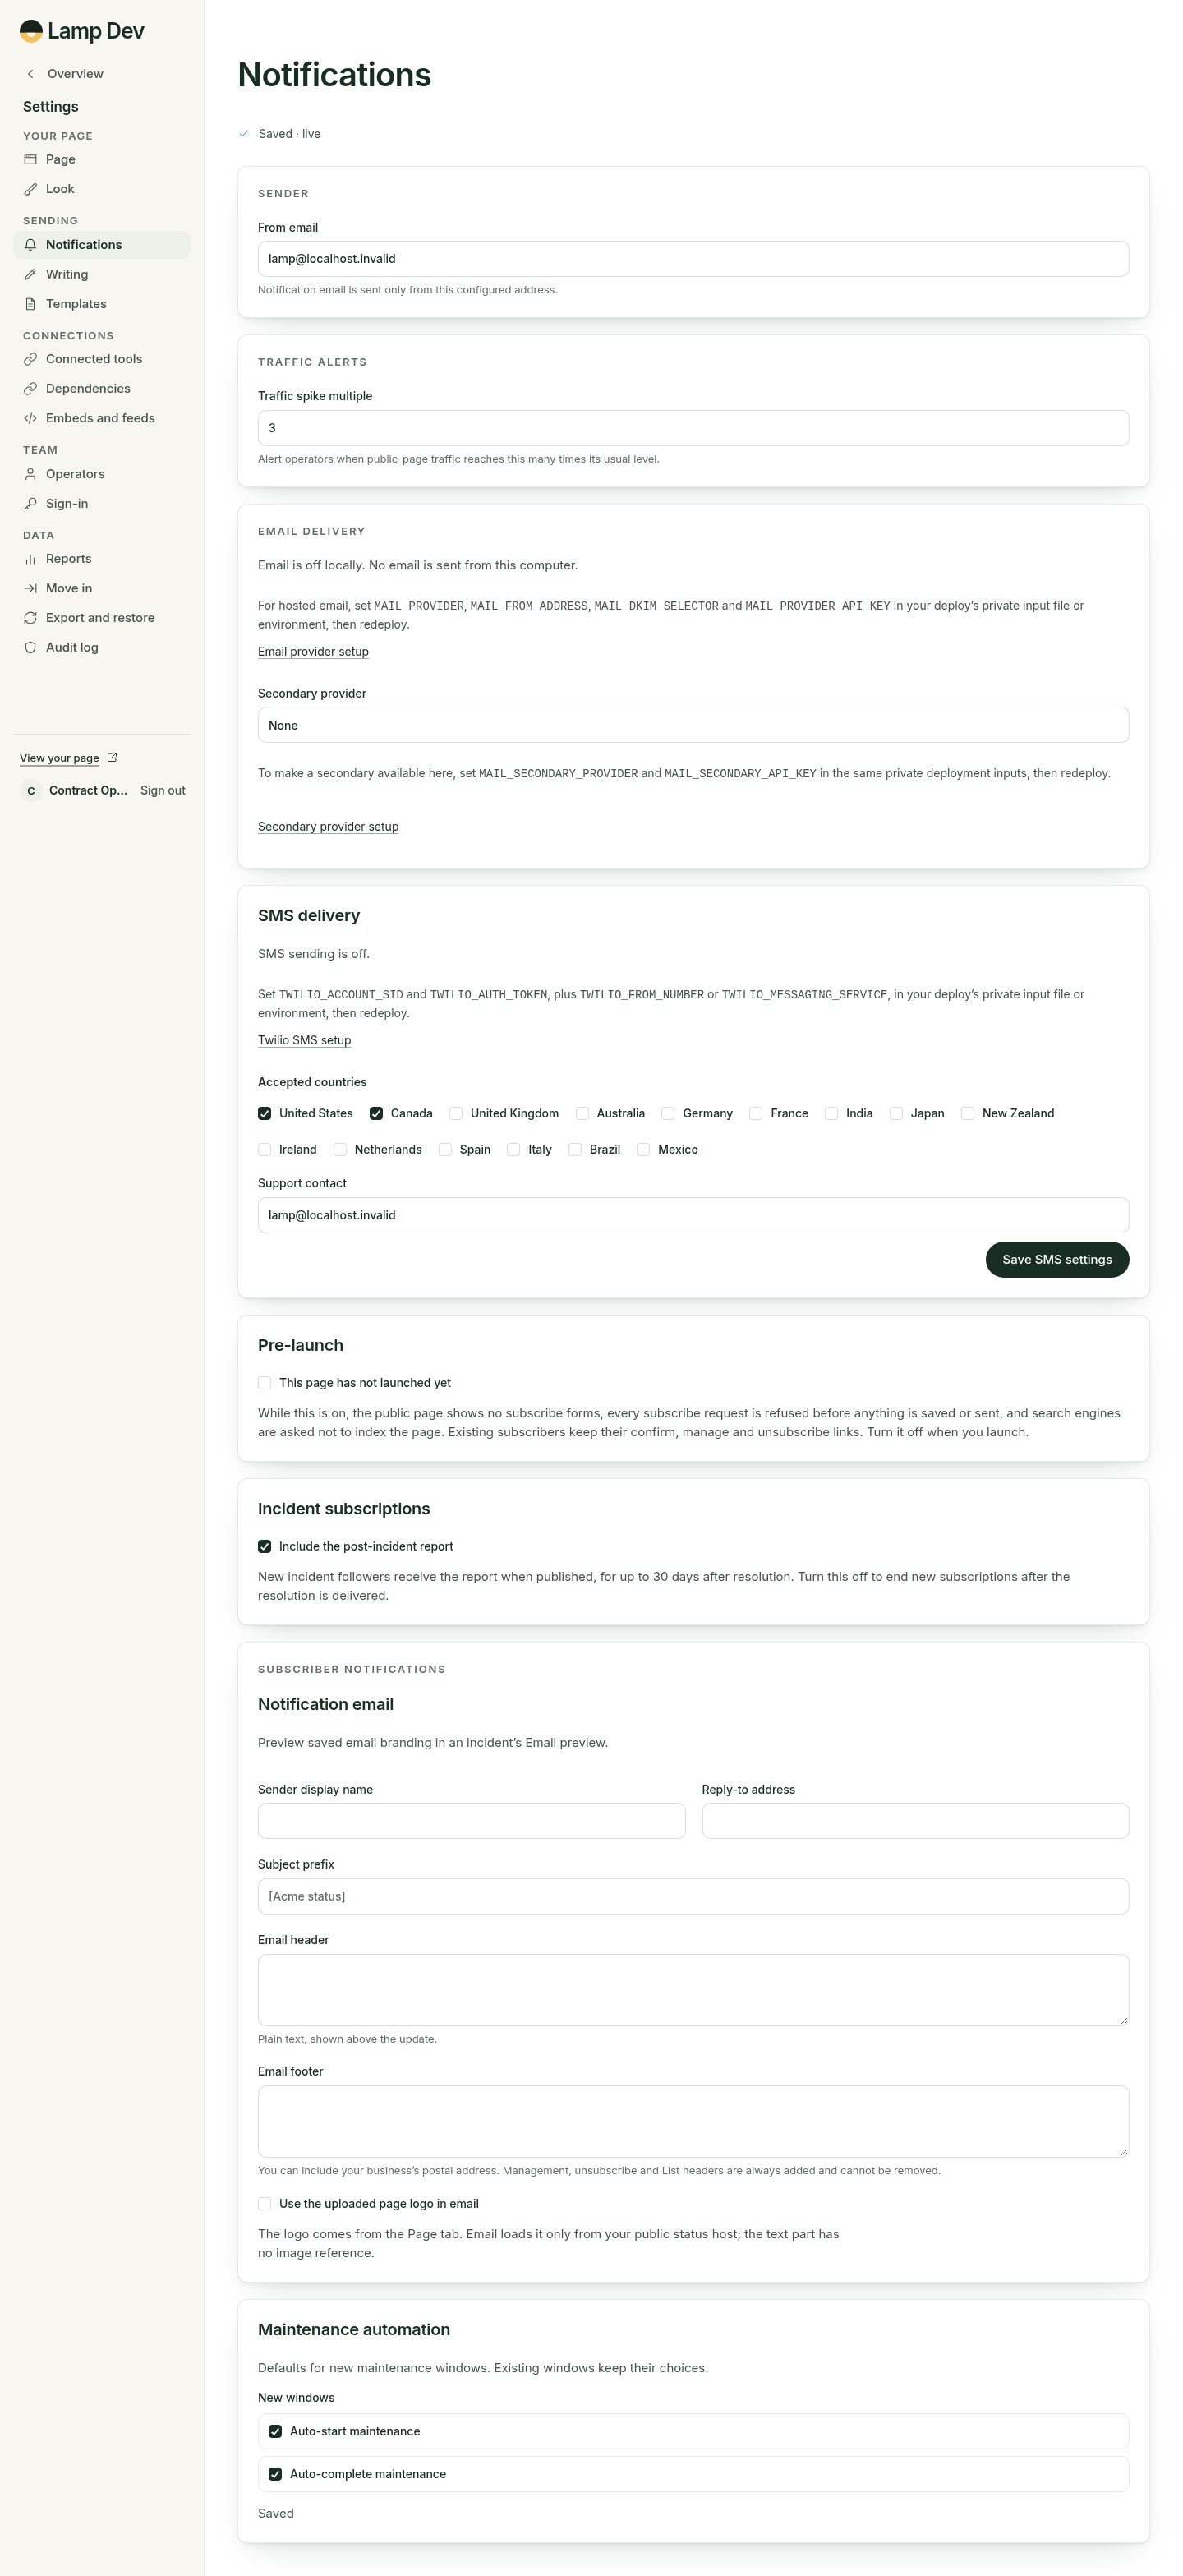 Lamp Dev
Overview
Settings
YOUR PAGE
Page
Look
SENDING
Notifications
Writing
Templates
CONNECTIONS
Connected tools
Dependencies
Embeds and feeds
TEAM
Operators
Sign-in
DATA
Reports
Move in
Export and restore
Audit log
View your page
C Contract Op... Sign out
Notifications
Saved · live
SENDER
From email
lamp@localhost.invalid
Notification email is sent only from this configured address.
TRAFFIC ALERTS
Traffic spike multiple
3
Alert operators when public-page traffic reaches this many times its usual level.
EMAIL DELIVERY
Email is off locally. No email is sent from this computer.
For hosted email, set MAIL_PROVIDER, MAIL_FROM_ADDRESS, MAIL_DKIM_SELECTOR and MAIL_PROVIDER_API_KEY in your deploy’s private input file or
environment, then redeploy.
Email provider setup
Secondary provider
None
To make a secondary available here, set MAIL_SECONDARY_PROVIDER and MAIL_SECONDARY_API_KEY in the same private deployment inputs, then redeploy.
Secondary provider setup
SMS delivery
SMS sending is off.
Set TWILIO_ACCOUNT_SID and TWILIO_AUTH_TOKEN, plus TWILIO_FROM_NUMBER or TWILIO_MESSAGING_SERVICE, in your deploy’s private input file or
environment, then redeploy.
Twilio SMS setup
Accepted countries
United States Canada United Kingdom Australia Germany France India Japan New Zealand
Ireland Netherlands Spain Italy Brazil Mexico
Support contact
lamp@localhost.invalid
Save SMS settings
Pre-launch
This page has not launched yet
While this is on, the public page shows no subscribe forms, every subscribe request is refused before anything is saved or sent, and search engines
are asked not to index the page. Existing subscribers keep their confirm, manage and unsubscribe links. Turn it off when you launch.
Incident subscriptions
Include the post-incident report
New incident followers receive the report when published, for up to 30 days after resolution. Turn this off to end new subscriptions after the
resolution is delivered.
SUBSCRIBER NOTIFICATIONS
Notification email
Preview saved email branding in an incident’s Email preview.
Sender display name Reply-to address
Subject prefix
[Acme status]
Email header
Plain text, shown above the update.
Email footer
You can include your business’s postal address. Management, unsubscribe and List headers are always added and cannot be removed.
Use the uploaded page logo in email
The logo comes from the Page tab. Email loads it only from your public status host; the text part has
no image reference.
Maintenance automation
Defaults for new maintenance windows. Existing windows keep their choices.
New windows
Auto-start maintenance
Auto-complete maintenance
Saved